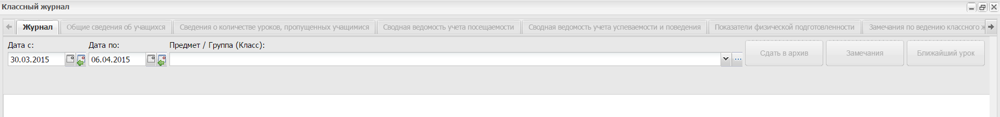 Классный журнал
Журнал Общие сведения об учащихся Сведения о количестве уроков, пропущенных учащимися Сводная ведомость учета посещаемости Сводная ведомость учета успеваемости и поведения Показатели физической подготовленности Замечания по ведению классного ж
Дата с: Дата по: Предмет / Группа (Класс):
30.03.2015 06.04.2015 ... Сдать в архив Замечания Ближайший урок